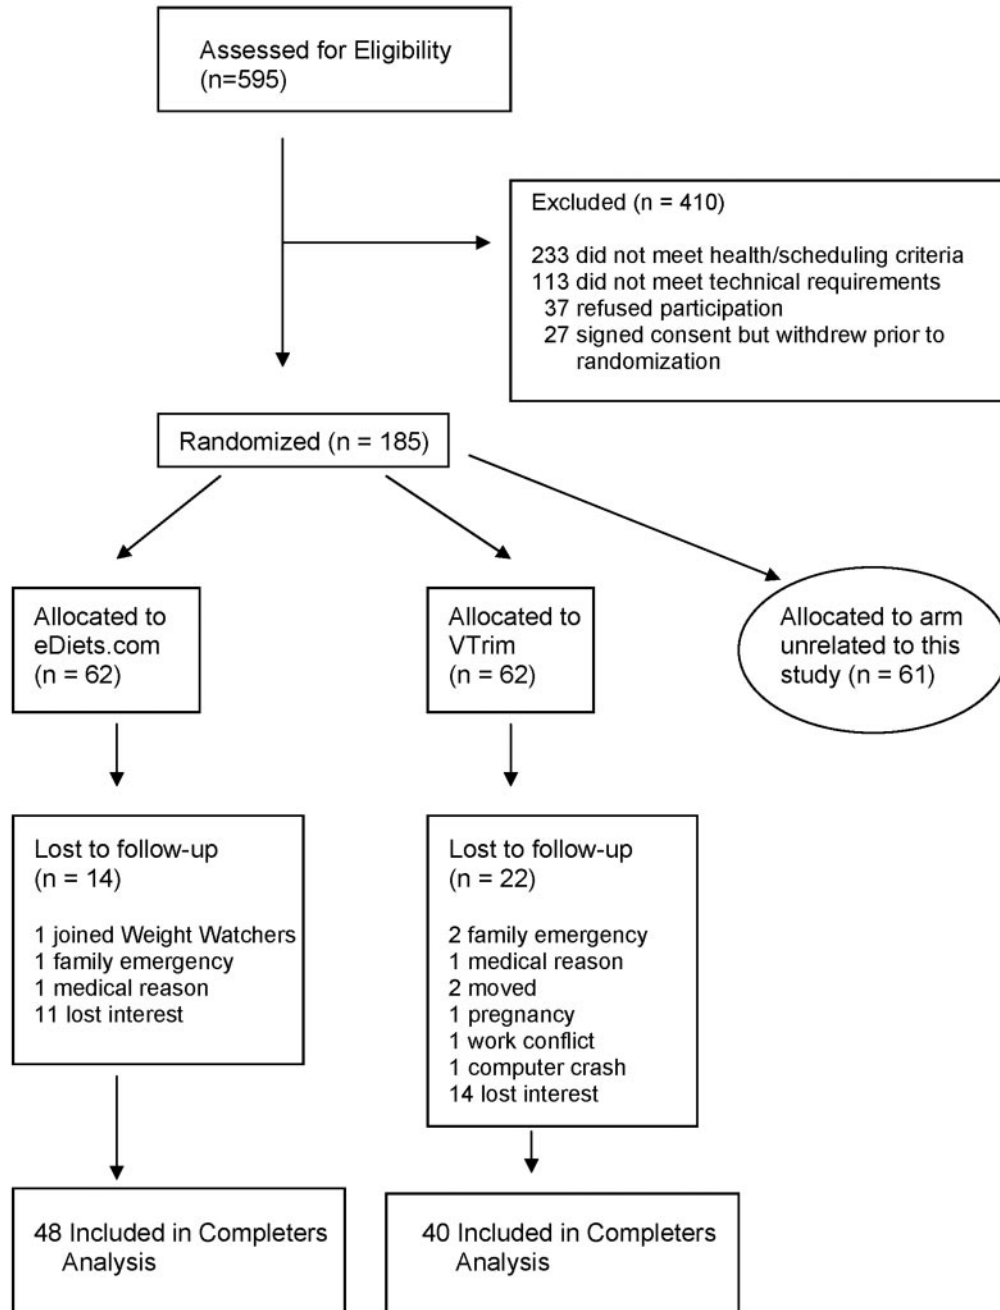 Assessed for Eligibility
(n=595)
Excluded (n = 410)
233 did not meet health/scheduling criteria
113 did not meet technical requirements
37 refused participation
27 signed consent but withdrew prior to
randomization
Randomized (n = 185)
Allocated to
eDiets.com
(n = 62)
Allocated to
VTrim
(n = 62)
Allocated to arm
unrelated to this
study (n = 61)
Lost to follow-up
(n = 14)
1 joined Weight Watchers
1 family emergency
1 medical reason
11 lost interest
Lost to follow-up
(n = 22)
2 family emergency
1 medical reason
2 moved
1 pregnancy
1 work conflict
1 computer crash
14 lost interest
48 Included in Completers
Analysis
40 Included in Completers
Analysis